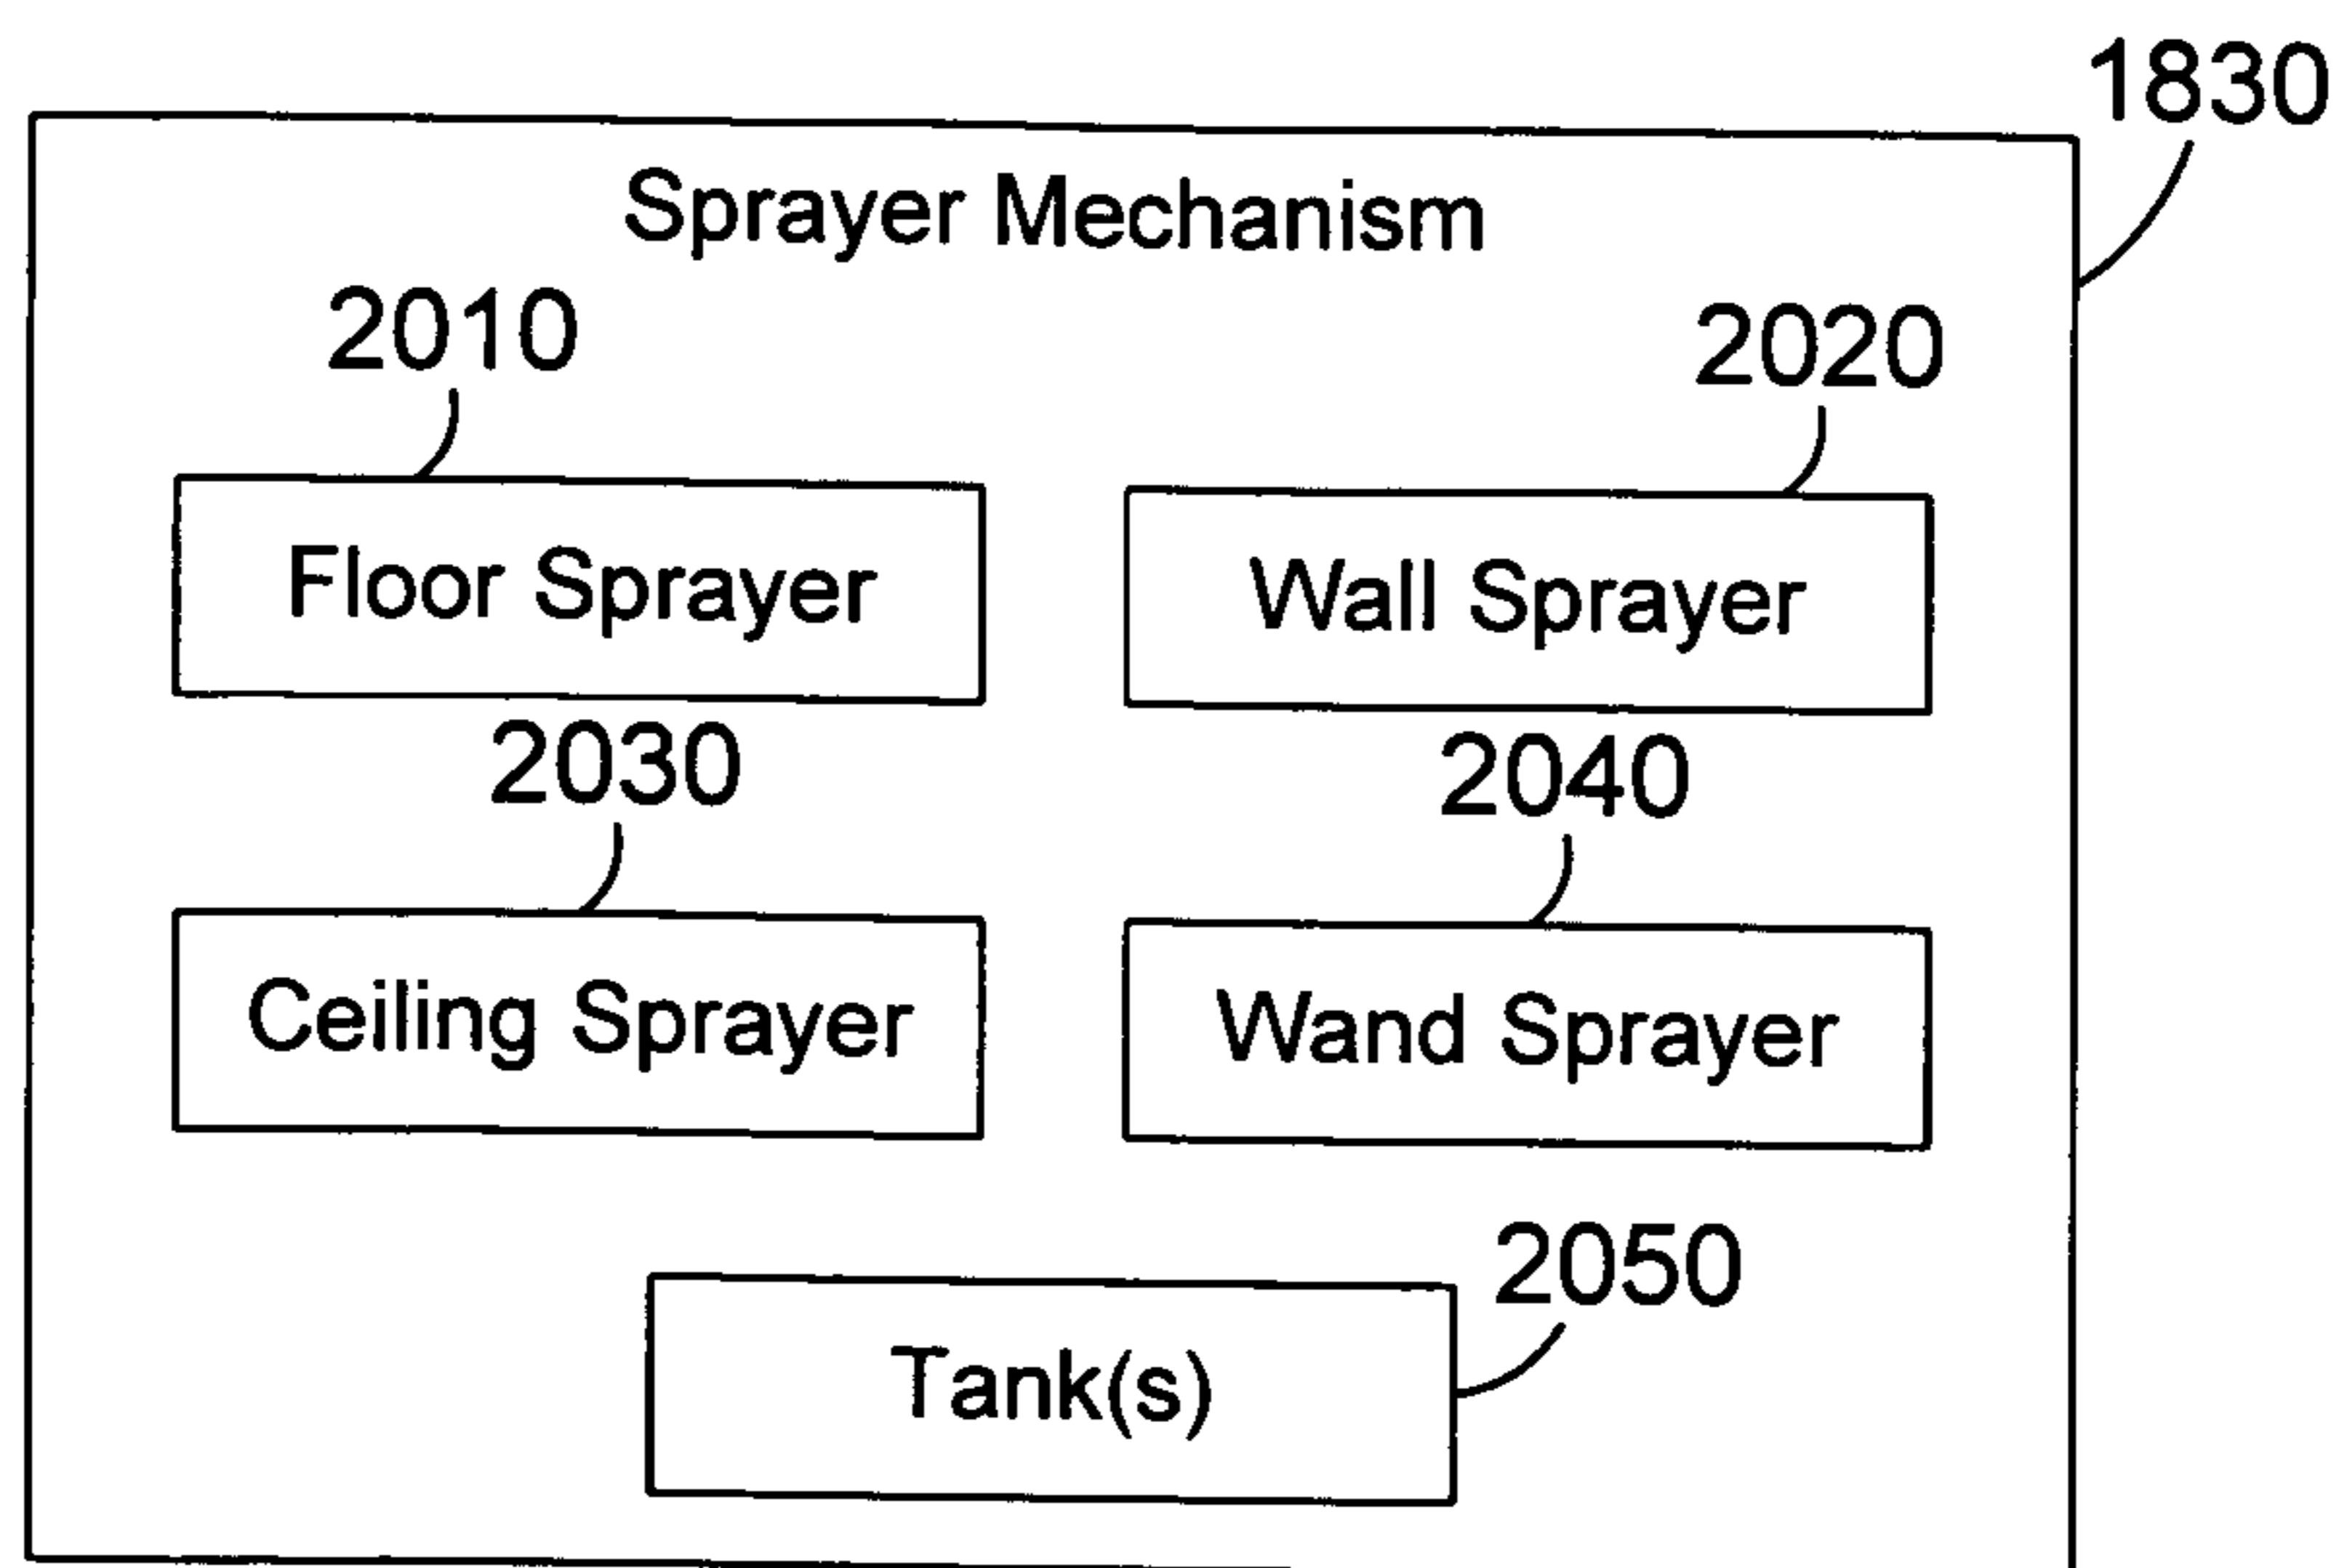 1830
Sprayer Mechanism
2010
2020
Floor Sprayer
Wall Sprayer
2030
2040
Ceiling Sprayer
Wand Sprayer
2050
Tank(s)